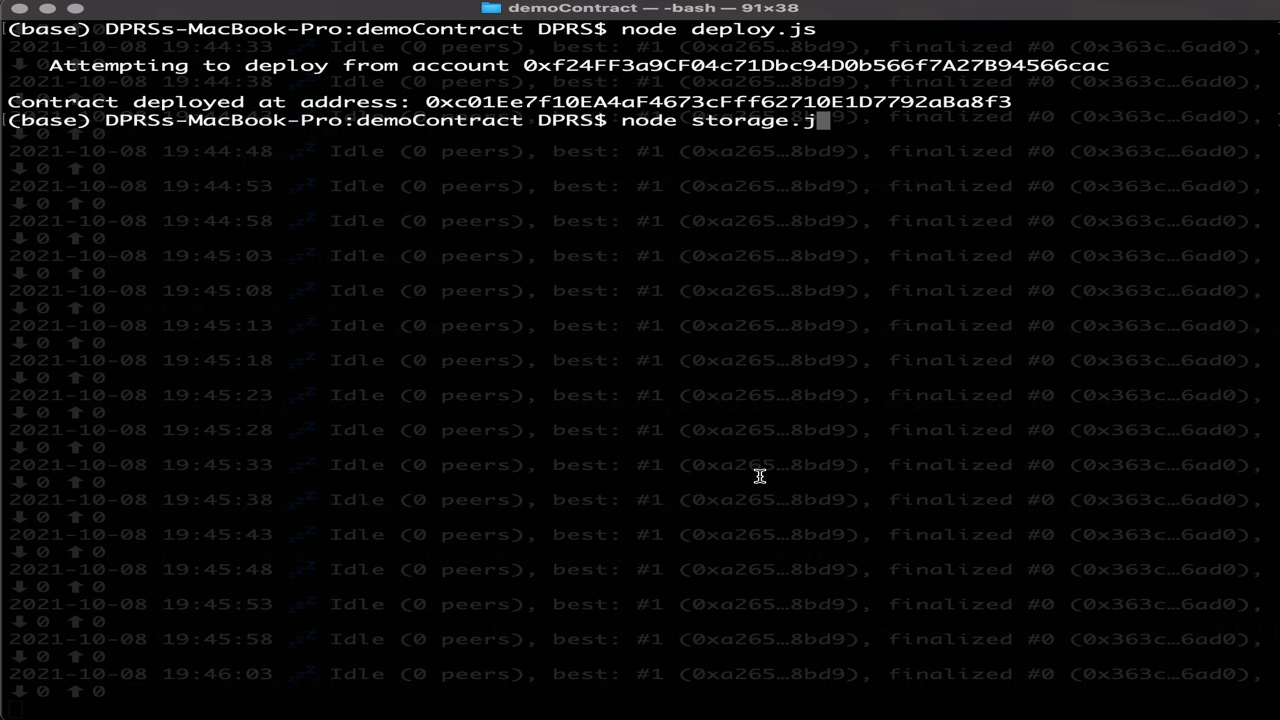 demoContract — -bash — 91×38
(base) DPRSs-MacBook-Pro:demoContract DPRS$ node deploy.js
2021-10-08 19:44:33 💤 Idle (0 peers), best: #1 (0xa265…8bd9), finalized #0 (0x363c…6ad0),
Attempting to deploy from account 0xf24FF3a9CF04c71Dbc94D0b566f7A27B94566cac
2021-10-08 19:44:38 💤 Idle (0 peers), best: #1 (0xa265…8bd9), finalized #0 (0x363c…6ad0),
Contract deployed at address: 0xc01Ee7f10EA4aF4673cFff62710E1D7792aBa8f3
(base) DPRSs-MacBook-Pro:demoContract DPRS$ node storage.j
⬇ 0 ⬆ 0
2021-10-08 19:44:48 💤 Idle (0 peers), best: #1 (0xa265…8bd9), finalized #0 (0x363c…6ad0),
⬇ 0 ⬆ 0
2021-10-08 19:44:53 💤 Idle (0 peers), best: #1 (0xa265…8bd9), finalized #0 (0x363c…6ad0),
⬇ 0 ⬆ 0
2021-10-08 19:44:58 💤 Idle (0 peers), best: #1 (0xa265…8bd9), finalized #0 (0x363c…6ad0),
⬇ 0 ⬆ 0
2021-10-08 19:45:03 💤 Idle (0 peers), best: #1 (0xa265…8bd9), finalized #0 (0x363c…6ad0),
⬇ 0 ⬆ 0
2021-10-08 19:45:08 💤 Idle (0 peers), best: #1 (0xa265…8bd9), finalized #0 (0x363c…6ad0),
⬇ 0 ⬆ 0
2021-10-08 19:45:13 💤 Idle (0 peers), best: #1 (0xa265…8bd9), finalized #0 (0x363c…6ad0),
⬇ 0 ⬆ 0
2021-10-08 19:45:18 💤 Idle (0 peers), best: #1 (0xa265…8bd9), finalized #0 (0x363c…6ad0),
⬇ 0 ⬆ 0
2021-10-08 19:45:23 💤 Idle (0 peers), best: #1 (0xa265…8bd9), finalized #0 (0x363c…6ad0),
⬇ 0 ⬆ 0
2021-10-08 19:45:28 💤 Idle (0 peers), best: #1 (0xa265…8bd9), finalized #0 (0x363c…6ad0),
⬇ 0 ⬆ 0
2021-10-08 19:45:33 💤 Idle (0 peers), best: #1 (0xa265…8bd9), finalized #0 (0x363c…6ad0),
⬇ 0 ⬆ 0
2021-10-08 19:45:38 💤 Idle (0 peers), best: #1 (0xa265…8bd9), finalized #0 (0x363c…6ad0),
⬇ 0 ⬆ 0
2021-10-08 19:45:43 💤 Idle (0 peers), best: #1 (0xa265…8bd9), finalized #0 (0x363c…6ad0),
⬇ 0 ⬆ 0
2021-10-08 19:45:48 💤 Idle (0 peers), best: #1 (0xa265…8bd9), finalized #0 (0x363c…6ad0),
⬇ 0 ⬆ 0
2021-10-08 19:45:53 💤 Idle (0 peers), best: #1 (0xa265…8bd9), finalized #0 (0x363c…6ad0),
⬇ 0 ⬆ 0
2021-10-08 19:45:58 💤 Idle (0 peers), best: #1 (0xa265…8bd9), finalized #0 (0x363c…6ad0),
⬇ 0 ⬆ 0
2021-10-08 19:46:03 💤 Idle (0 peers), best: #1 (0xa265…8bd9), finalized #0 (0x363c…6ad0),
⬇ 0 ⬆ 0